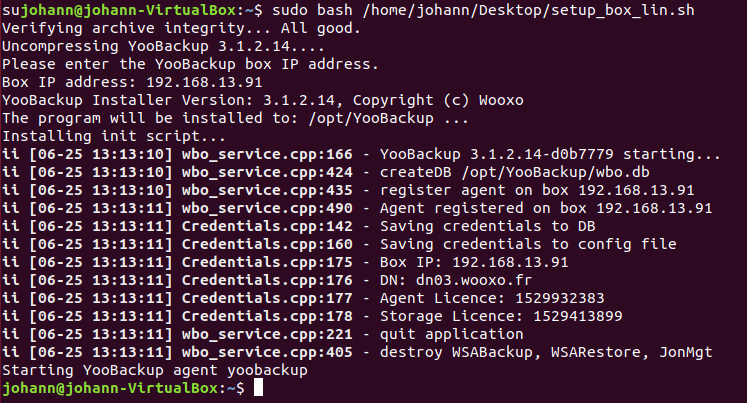 sujohann@johann-VirtualBox:~$ sudo bash /home/johann/Desktop/setup_box_lin.sh
Verifying archive integrity... All good.
Uncompressing YooBackup 3.1.2.14....
Please enter the YooBackup box IP address.
Box IP address: 192.168.13.91
YooBackup Installer Version: 3.1.2.14, Copyright (c) Wooxo
The program will be installed to: /opt/YooBackup ...
Installing init script...
ii [06-25 13:13:10] wbo_service.cpp:166 - YooBackup 3.1.2.14-d0b7779 starting...
ii [06-25 13:13:10] wbo_service.cpp:424 - createDB /opt/YooBackup/wbo.db
ii [06-25 13:13:10] wbo_service.cpp:435 - register agent on box 192.168.13.91
ii [06-25 13:13:11] wbo_service.cpp:490 - Agent registered on box 192.168.13.91
ii [06-25 13:13:11] Credentials.cpp:142 - Saving credentials to DB
ii [06-25 13:13:11] Credentials.cpp:160 - Saving credentials to config file
ii [06-25 13:13:11] Credentials.cpp:175 - Box IP: 192.168.13.91
ii [06-25 13:13:11] Credentials.cpp:176 - DN: dn03.wooxo.fr
ii [06-25 13:13:11] Credentials.cpp:177 - Agent Licence: 1529932383
ii [06-25 13:13:11] Credentials.cpp:178 - Storage Licence: 1529413899
ii [06-25 13:13:11] wbo_service.cpp:221 - quit application
ii [06-25 13:13:11] wbo_service.cpp:405 - destroy WSABackup, WSARestore, JonMgt
Starting YooBackup agent yoobackup
johann@johann-VirtualBox:~$